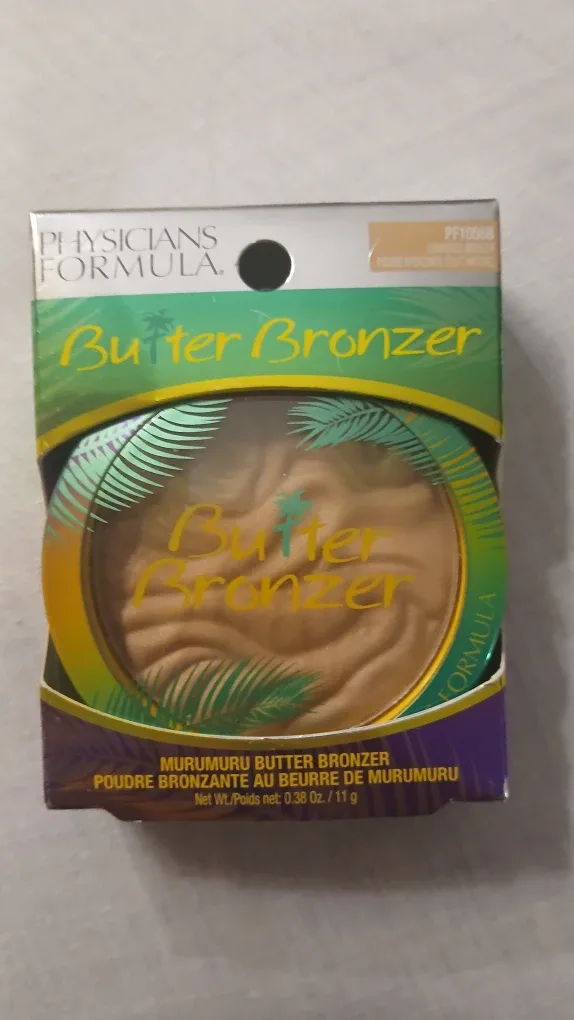 PHYSICIANS
FORMULA®
Butter Bronzer
Butter
Bronzer
FORMULA
MURUMURU BUTTER BRONZER
POUDRE BRONZANTE AU BEURRE DE MURUMURU
Net Wt./Poids net: 0.38 Oz. / 11 g